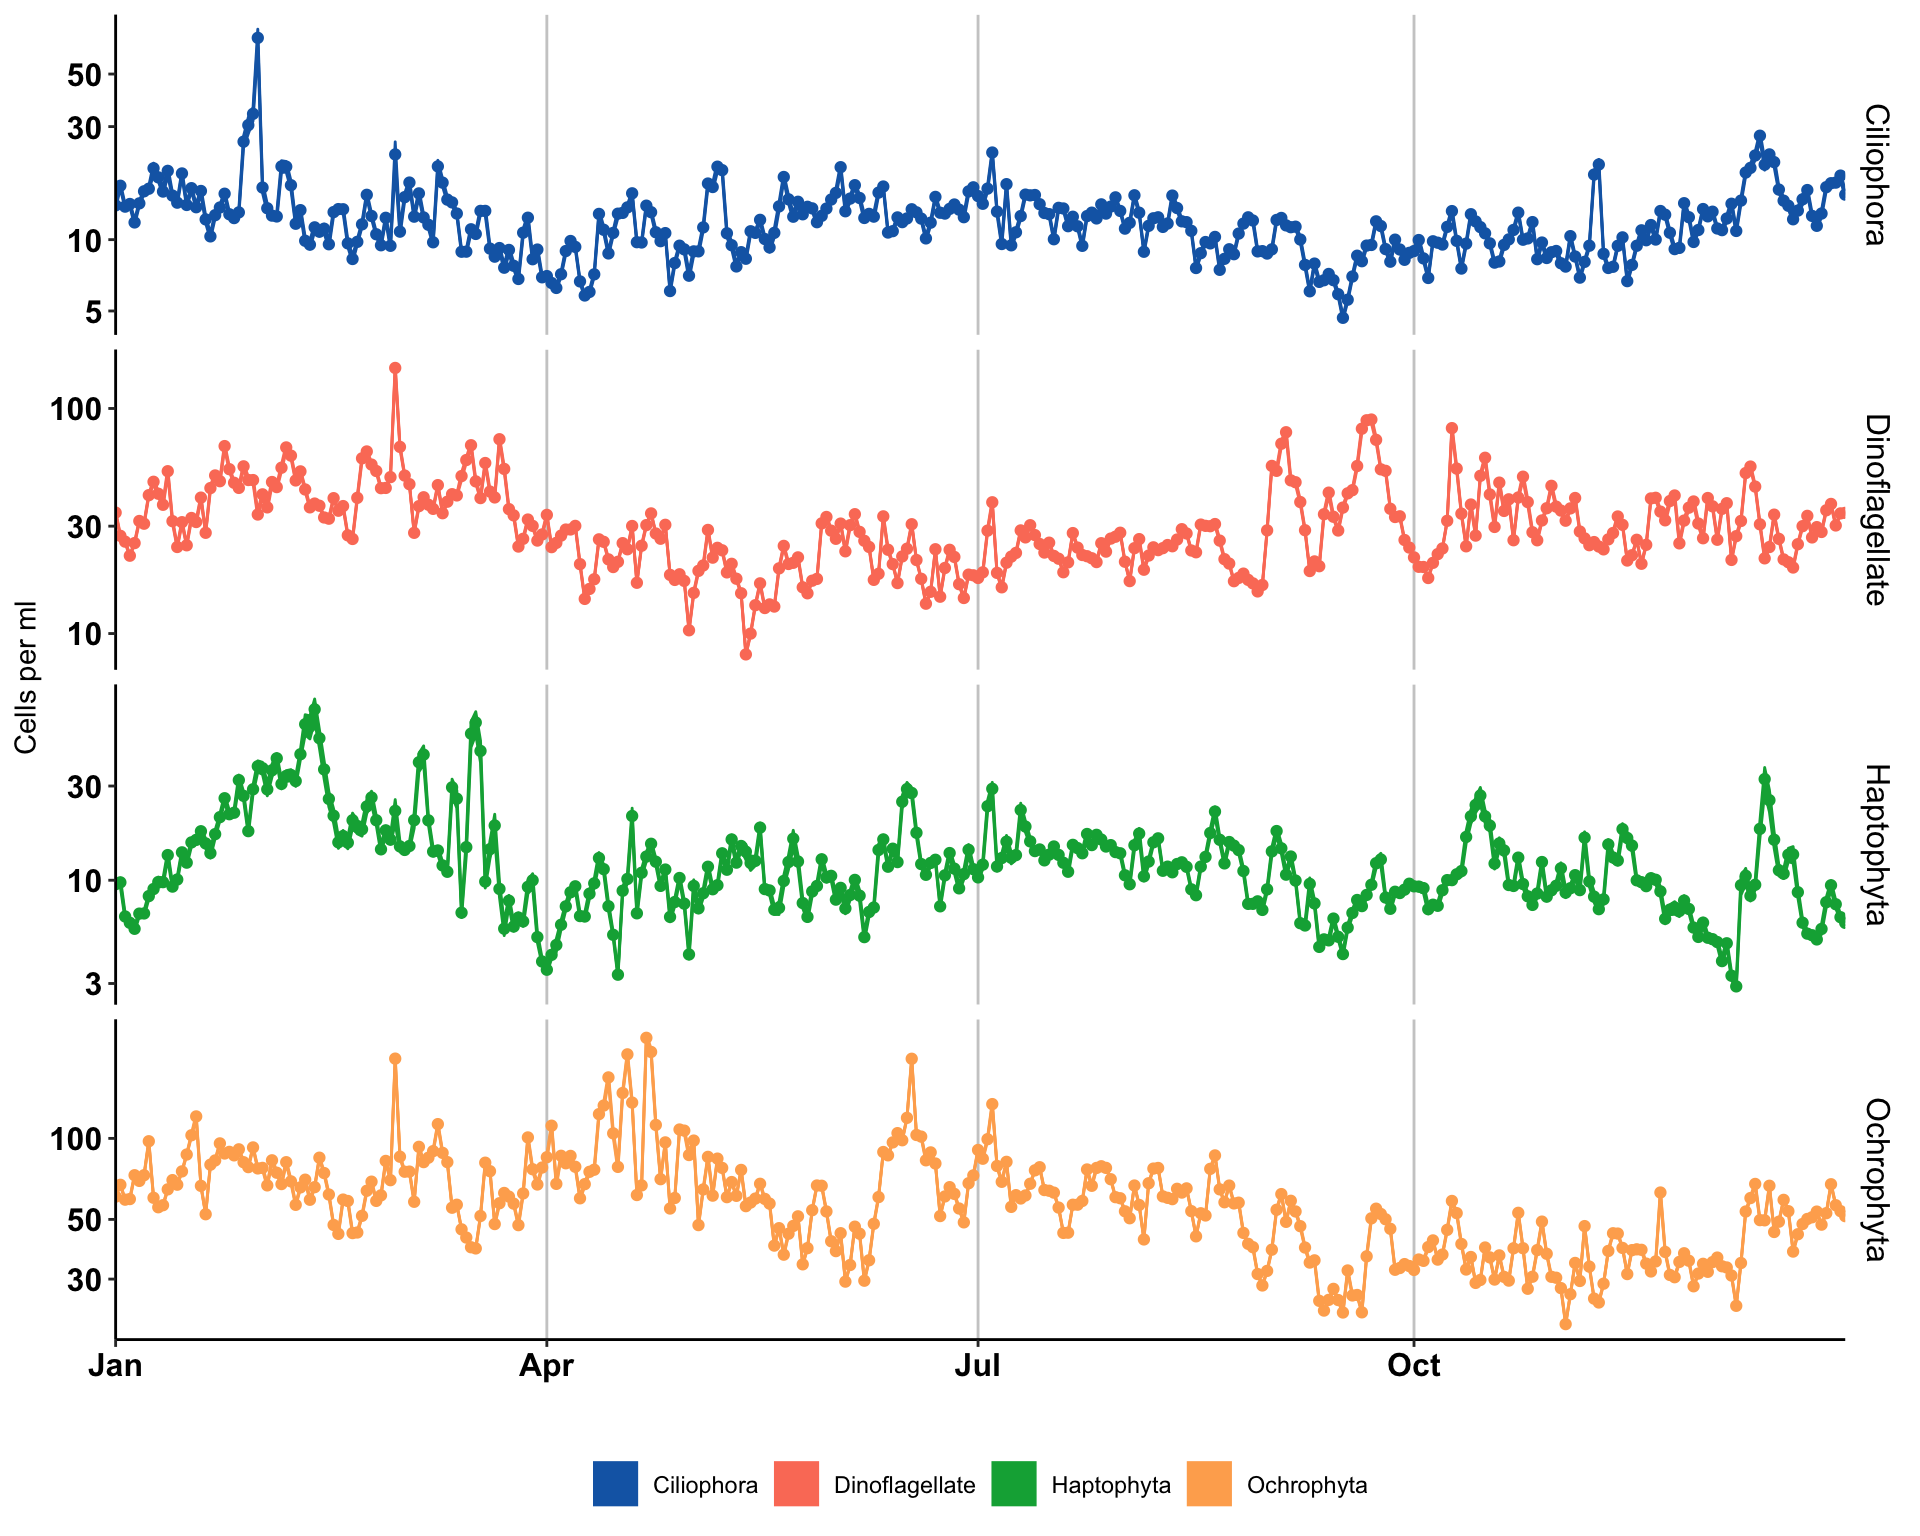 50
30
10
5
Ciliophora
100
30
10
Dinoflagellate
Cells per ml
30
10
3
Haptophyta
100
50
30
Ochrophyta
Jan Apr Jul Oct
Ciliophora Dinoflagellate Haptophyta Ochrophyta